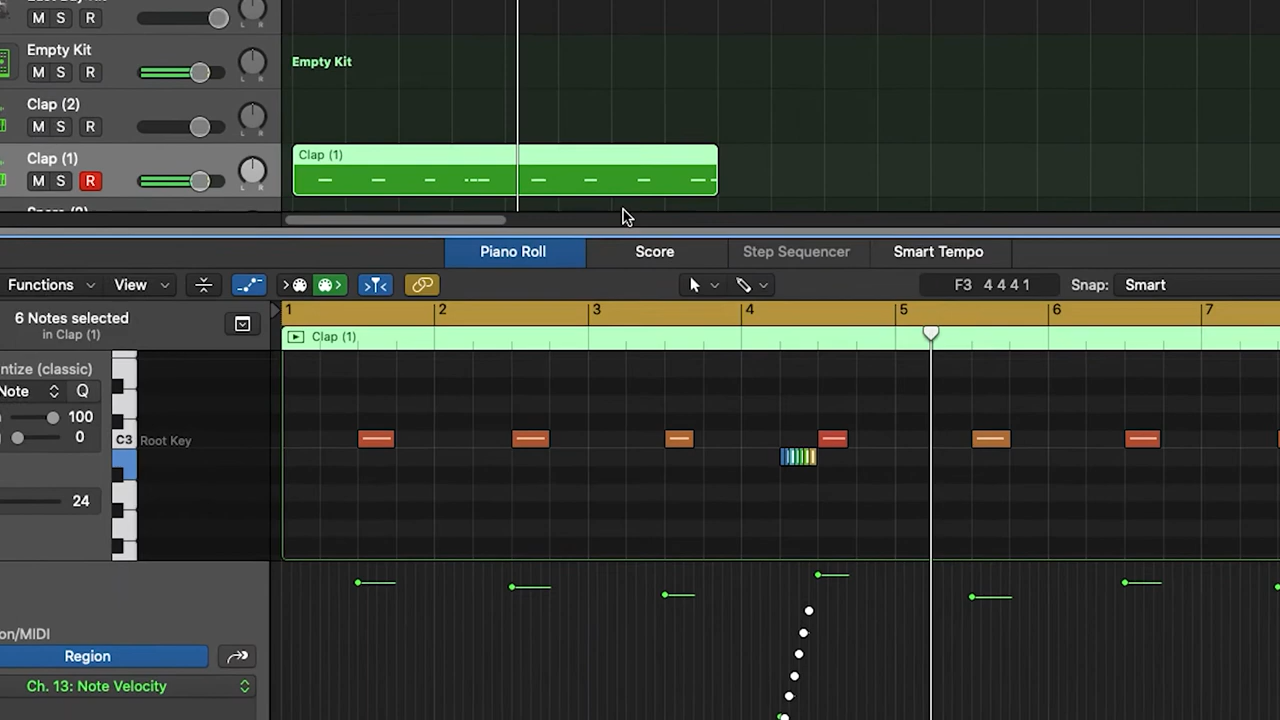 M S R
Empty Kit
M S R
L R
Empty Kit
Clap (2)
M S R
L R
Clap (1)
M S R
L R
Clap (1)
Piano Roll Score Step Sequencer Smart Tempo
Functions View F3 4 4 4 1 Snap: Smart
6 Notes selected
in Clap (1)
1 2 3 4 5 6 7
Clap (1)
ntize (classic)
Note Q
100
0
C3 Root Key
24
on/MIDI
Region
Ch. 13: Note Velocity